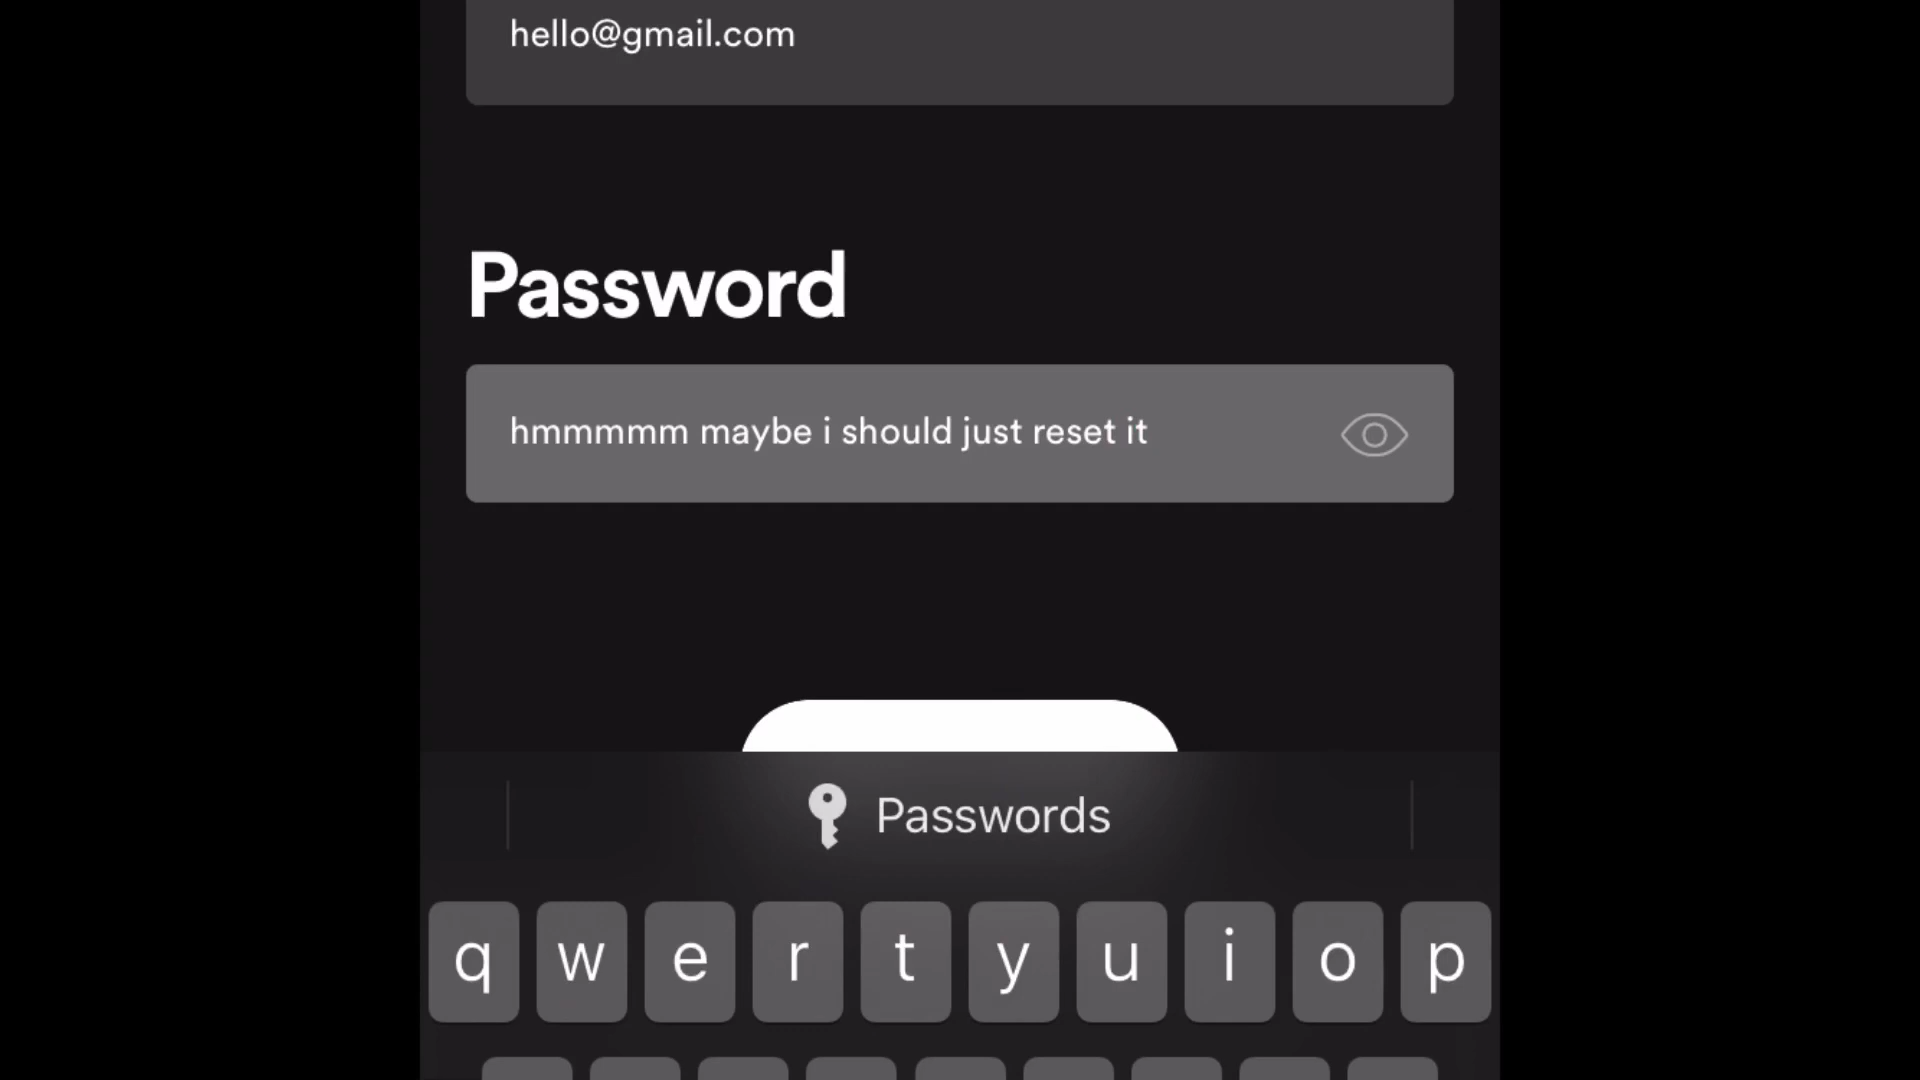 hello@gmail.com
Password
hmmmmm maybe i should just reset it
Passwords
q w e r t y u i o p